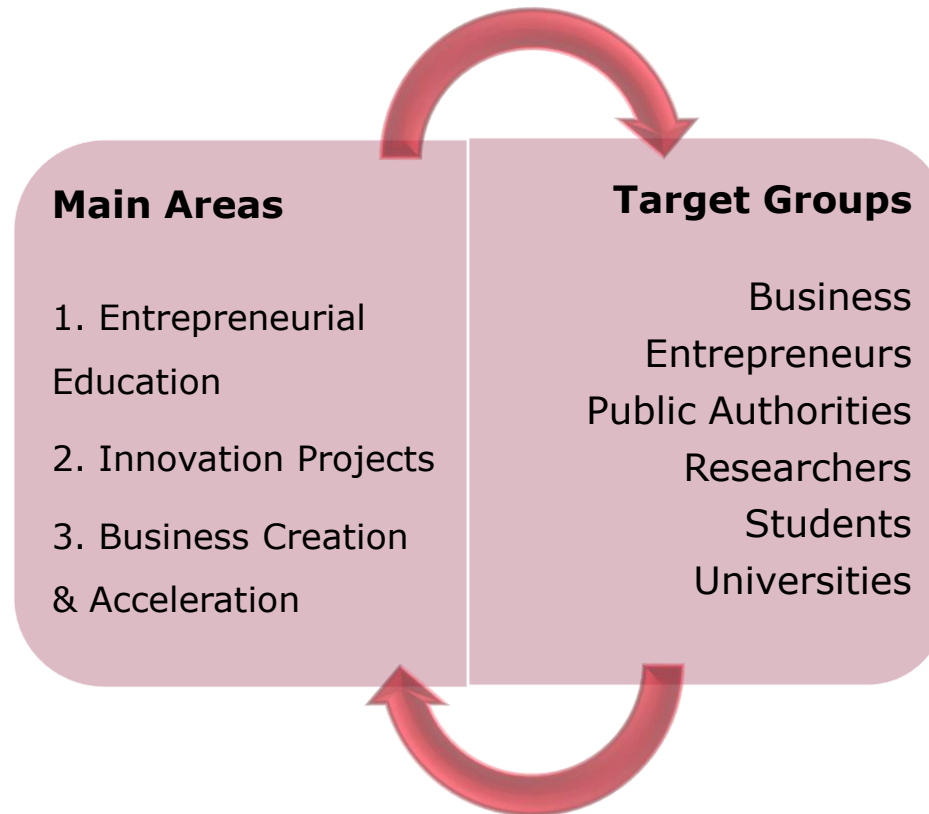 Main Areas
1. Entrepreneurial
Education
2. Innovation Projects
3. Business Creation
& Acceleration
Target Groups
Business
Entrepreneurs
Public Authorities
Researchers
Students
Universities